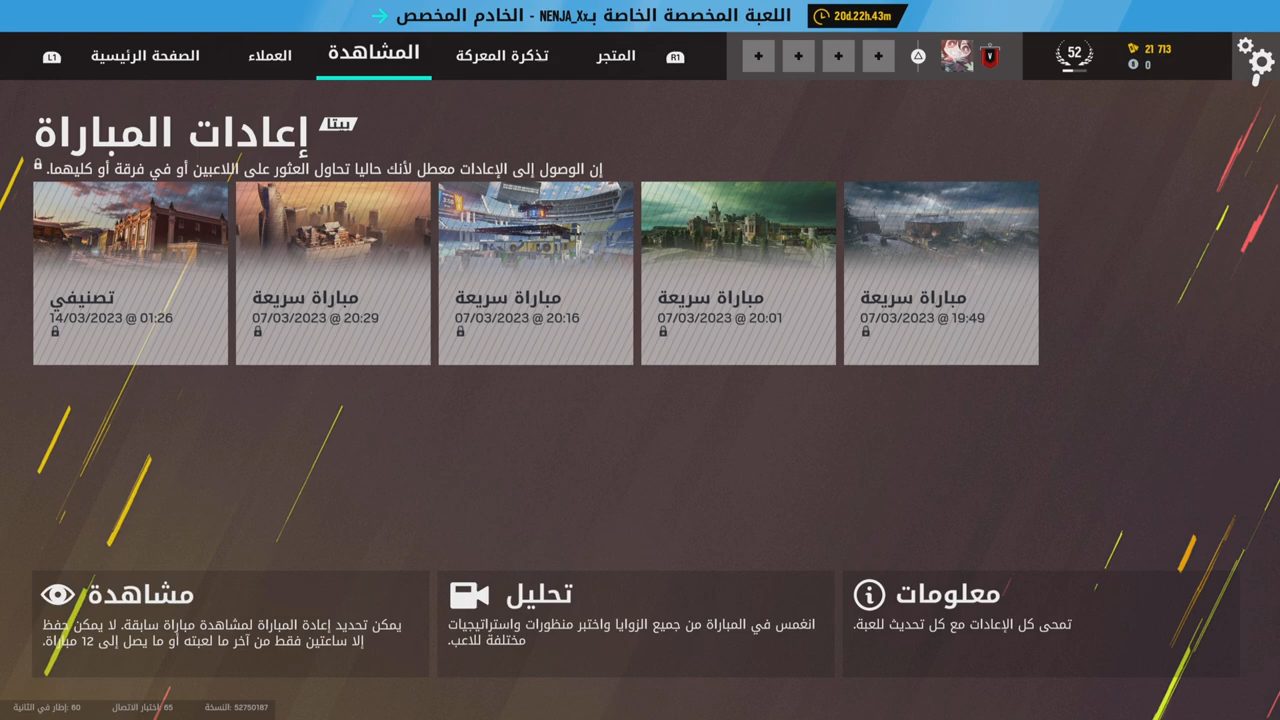 اللعبة المخصصة الخاصة بـNENJA_Xx - الخادم المخصص
20d.22h.43m
L1
الصفحة الرئيسية
العملاء
المشاهدة
تذكرة المعركة
المتجر
R1
V
52
21 713
0
إعادات المباراة
بيتا
إن الوصول إلى الإعادات معطل لأنك حاليا تحاول العثور على اللاعبين أو في فرقة أو كليهما.
تصنيفي
14/03/2023 @ 01:26
مباراة سريعة
07/03/2023 @ 20:29
مباراة سريعة
07/03/2023 @ 20:16
مباراة سريعة
07/03/2023 @ 20:01
مباراة سريعة
07/03/2023 @ 19:49
مشاهدة
يمكن تحديد إعادة المباراة لمشاهدة مباراة سابقة. لا يمكن حفظ
إلا ساعتين فقط من آخر ما لعبته أو ما يصل إلى 12 مباراة.
تحليل
انغمس في المباراة من جميع الزوايا واختبر منظورات واستراتيجيات
مختلفة للاعب.
معلومات
تمحى كل الإعادات مع كل تحديث للعبة.
60 :إطار في الثانية
65 :اختبار الاتصال
52750187 :النسخة